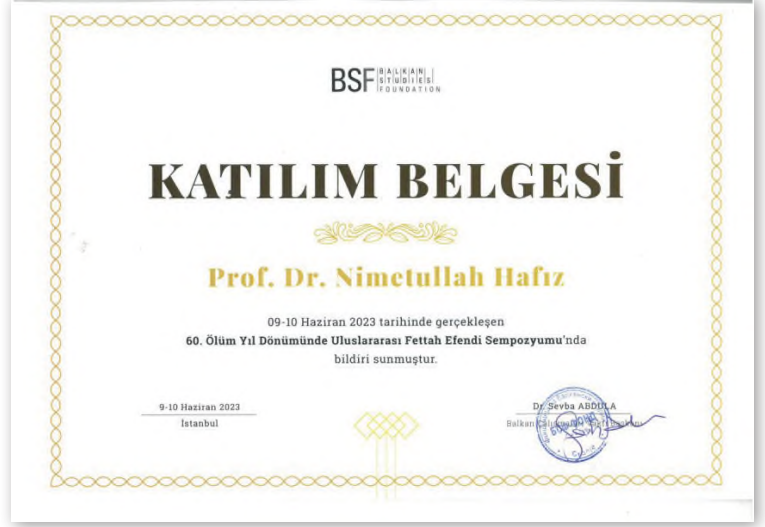 BSF BALKAN STUDIES FOUNDATION
KATILIM BELGESİ
Prof. Dr. Nimetullah Hafız
09-10 Haziran 2023 tarihinde gerçekleşen
60. Ölüm Yıl Dönümünde Uluslararası Fettah Efendi Sempozyumu'nda
bildiri sunmuştur.
9-10 Haziran 2023
İstanbul
Dr. Sevba ABDULA
Balkan